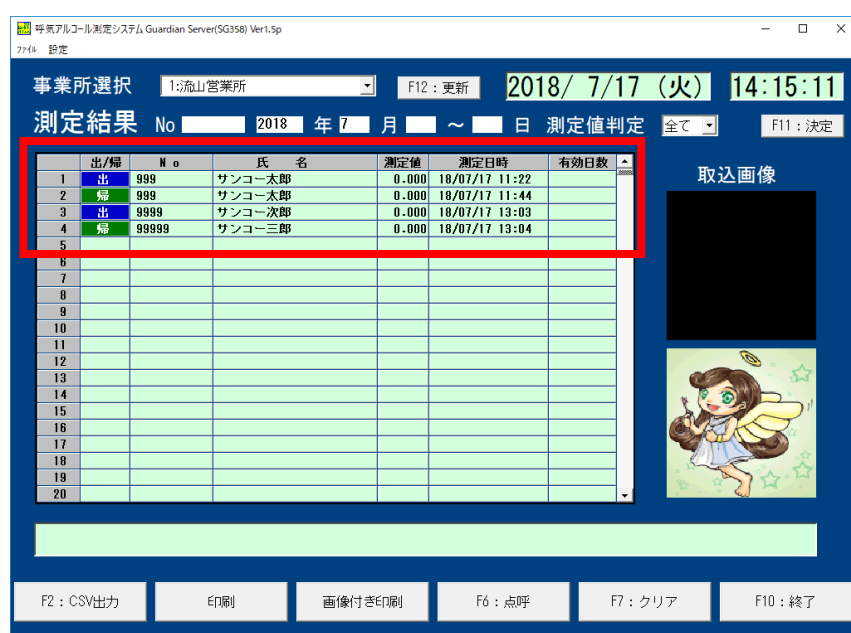 呼気アルコール測定システム Guardian Server(SG358) Ver1.5p
ファイル 設定
事業所選択 1:流山営業所 F12：更新 2018/ 7/17 (火) 14:15:11
測定結果 No 2018 年 7 月 ～ 日 測定値判定 全て F11：決定
出/帰 No 氏 名 測定値 測定日時 有効日数
1 出 999 サンコー太郎 0.000 18/07/17 11:22
2 帰 999 サンコー太郎 0.000 18/07/17 11:44
3 出 9999 サンコー次郎 0.000 18/07/17 13:03
4 帰 99999 サンコー三郎 0.000 18/07/17 13:04
5
6
7
8
9
10
11
12
13
14
15
16
17
18
19
20
取込画像
F2：CSV出力 印刷 画像付き印刷 F6：点呼 F7：クリア F10：終了